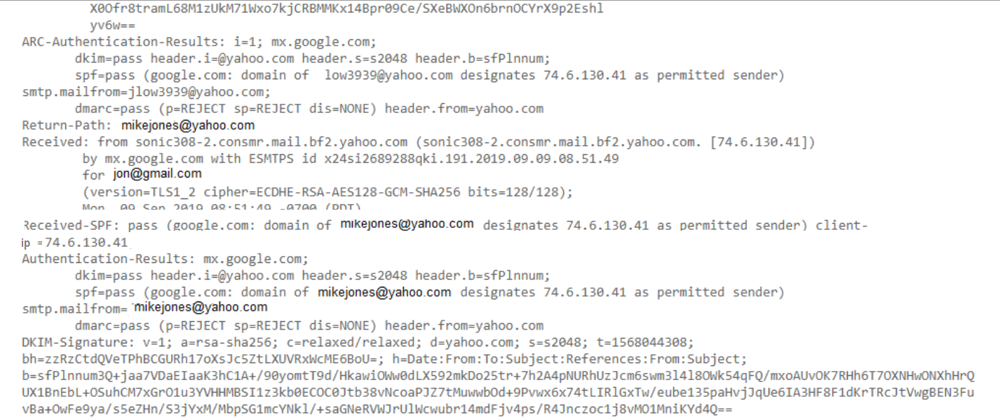 X0Ofr8tramL68M1zUkM71Wxo7kjCRBMMKx14Bpr09Ce/SXeBWXOn6brnOCYrX9p2Eshl
yv6w==
ARC-Authentication-Results: i=1; mx.google.com;
dkim=pass header.i=@yahoo.com header.s=s2048 header.b=sfPlnnum;
spf=pass (google.com: domain of low3939@yahoo.com designates 74.6.130.41 as permitted sender)
smtp.mailfrom=jlow3939@yahoo.com;
dmarc=pass (p=REJECT sp=REJECT dis=NONE) header.from=yahoo.com
Return-Path: mikejones@yahoo.com
Received: from sonic308-2.consmr.mail.bf2.yahoo.com (sonic308-2.consmr.mail.bf2.yahoo.com. [74.6.130.41])
by mx.google.com with ESMTPS id x24si2689288qki.191.2019.09.09.08.51.49
for jon@gmail.com
(version=TLS1_2 cipher=ECDHE-RSA-AES128-GCM-SHA256 bits=128/128);
Mon, 09 Sep 2019 08:51:49 -0700 (PDT)
Received-SPF: pass (google.com: domain of mikejones@yahoo.com designates 74.6.130.41 as permitted sender) client-
ip =74.6.130.41
Authentication-Results: mx.google.com;
dkim=pass header.i=@yahoo.com header.s=s2048 header.b=sfPlnnum;
spf=pass (google.com: domain of mikejones@yahoo.com designates 74.6.130.41 as permitted sender)
smtp.mailfrom= mikejones@yahoo.com
dmarc=pass (p=REJECT sp=REJECT dis=NONE) header.from=yahoo.com
DKIM-Signature: v=1; a=rsa-sha256; c=relaxed/relaxed; d=yahoo.com; s=s2048; t=1568044308;
bh=zzRzCtdQVeTPhBCGURh17oXsJc5ZtLXUVRxWcME6BoU=; h=Date:From:To:Subject:References:From:Subject;
b=sfPlnnum3Q+jaa7VDaEIaaK3hC1A+/90yomtT9d/HkawiOWw0dLX592mkDo25tr+7h2A4pNURhUzJcm6swm3l4l8OWk54qFQ/mxoAUvOK7RHh6T7OXNHwONXhHrQ
UX1BnEbL+OSuhCM7xGrO1u3YVHHMBSI1z3kb0ECOC0Jtb38vNcoaPJZ7tMuwwbOd+9Pvwx6x74tLIRlGxTw/eube135paHvjJqUe6IA3HF8F1dKrTRcJtVwgBEN3Fu
vBa+OwFe9ya/s5eZHn/S3jYxM/MbpSG1mcYNkl/+saGNeRVWJrUlWcwubr14mdFjv4ps/R4Jnczoc1j8vMO1MniKYd4Q==